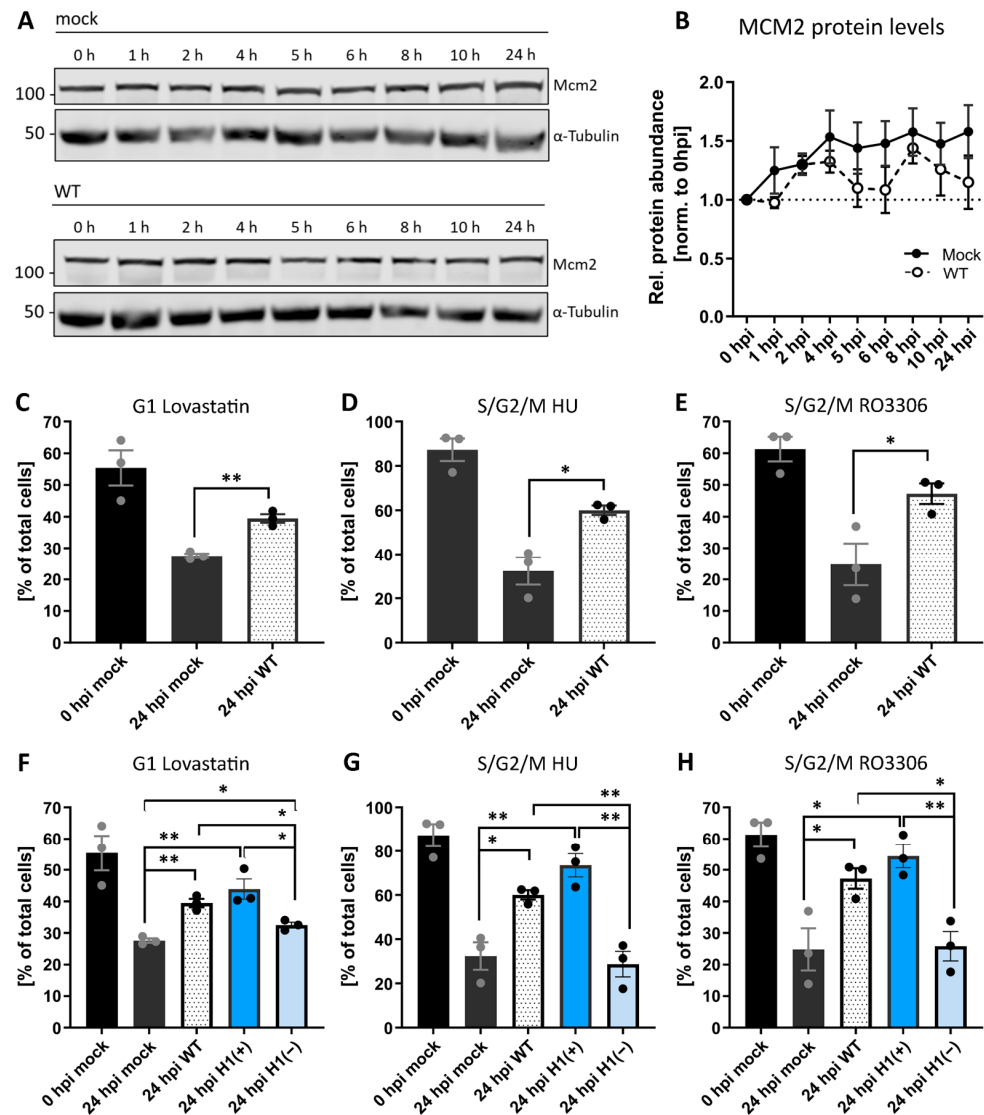 A
mock
0 h 1 h 2 h 4 h 5 h 6 h 8 h 10 h 24 h
100
Mcm2
50
α-Tubulin
WT
0 h 1 h 2 h 4 h 5 h 6 h 8 h 10 h 24 h
100
Mcm2
50
α-Tubulin
B
MCM2 protein levels
Rel. protein abundance
[norm. to 0hpi]
2.0
1.5
1.0
0.5
0.0
Mock
WT
0 hpi 1 hpi 2 hpi 4 hpi 5 hpi 6 hpi 8 hpi 10 hpi 24 hpi
C
G1 Lovastatin
[% of total cells]
70
60
50
40
30
20
10
0
**
0 hpi mock 24 hpi mock 24 hpi WT
D
S/G2/M HU
[% of total cells]
100
80
60
40
20
0
*
0 hpi mock 24 hpi mock 24 hpi WT
E
S/G2/M RO3306
[% of total cells]
70
60
50
40
30
20
10
0
*
0 hpi mock 24 hpi mock 24 hpi WT
F
G1 Lovastatin
[% of total cells]
70
60
50
40
30
20
10
0
*
*
** *
**
0 hpi mock 24 hpi mock 24 hpi WT 24 hpi H1(+) 24 hpi H1(−)
G
S/G2/M HU
[% of total cells]
100
80
60
40
20
0
**
** **
*
0 hpi mock 24 hpi mock 24 hpi WT 24 hpi H1(+) 24 hpi H1(−)
H
S/G2/M RO3306
[% of total cells]
70
60
50
40
30
20
10
0
*
* **
*
0 hpi mock 24 hpi mock 24 hpi WT 24 hpi H1(+) 24 hpi H1(−)